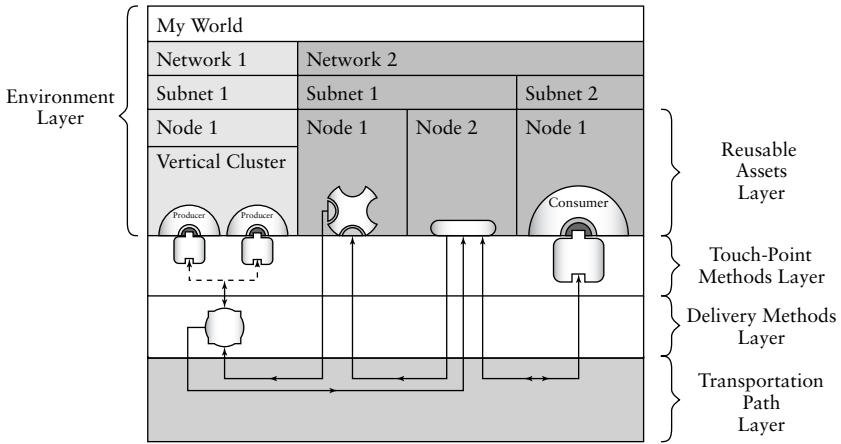 My World
Network 1
Network 2
Subnet 1
Subnet 1
Subnet 2
Node 1
Node 1
Node 2
Node 1
Vertical Cluster
Producer
Producer
Consumer
Environment
Layer
Reusable
Assets
Layer
Touch-Point
Methods Layer
Delivery Methods
Layer
Transportation
Path
Layer